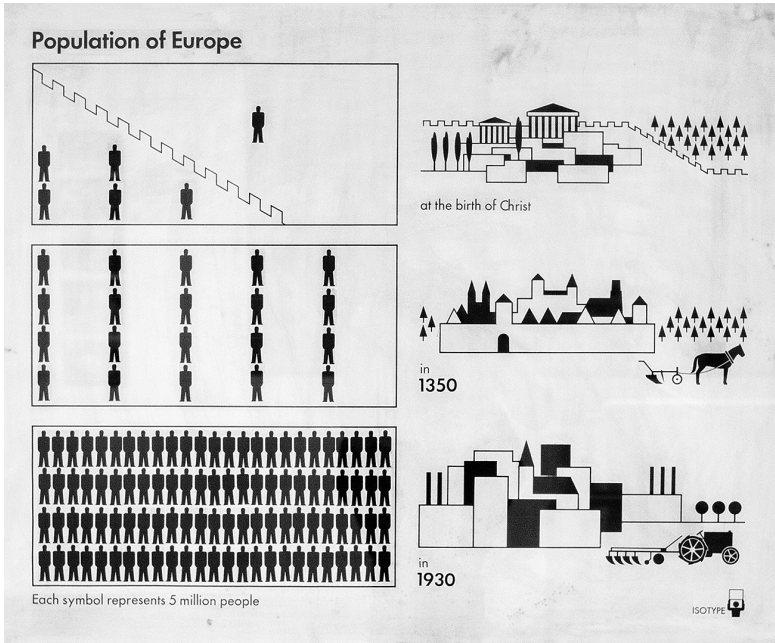 Population of Europe
at the birth of Christ
in
1350
in
1930
Each symbol represents 5 million people
ISOTYPE